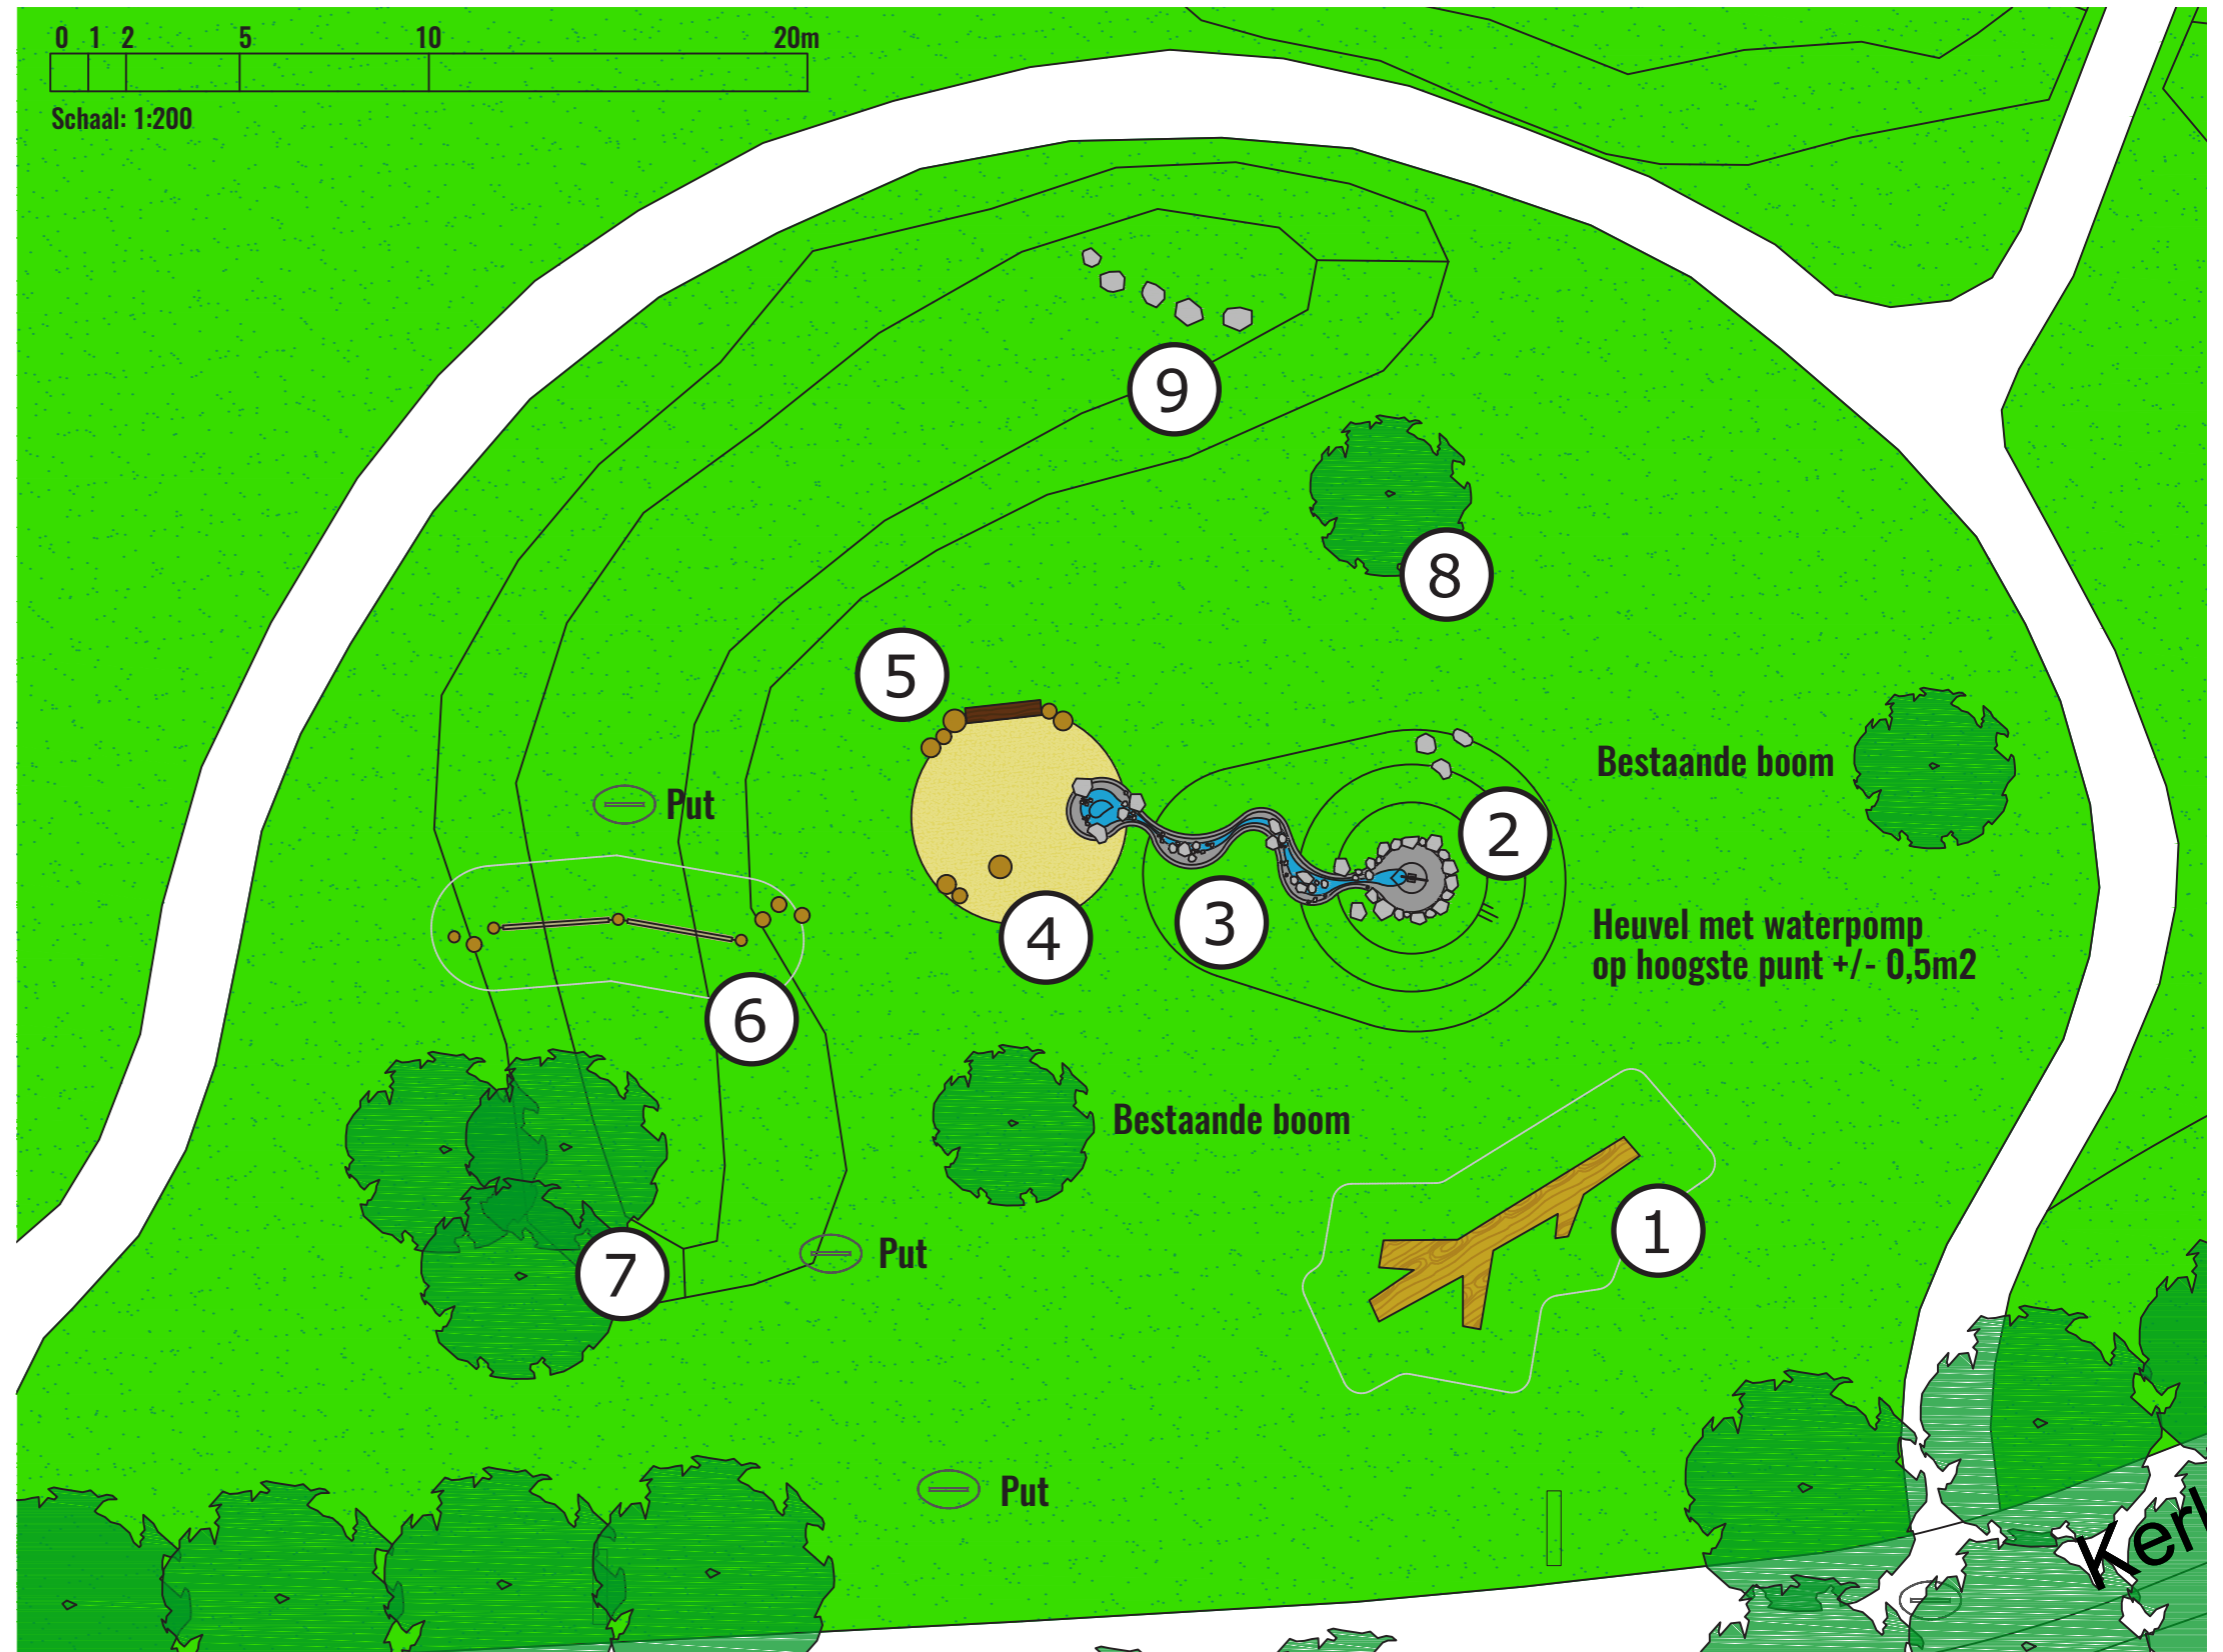 0 1 2 5 10 20m
Schaal: 1:200
9
8
5
Bestaande boom
Put
2
3
4
Heuvel met waterpomp
op hoogste punt +/- 0,5m2
6
Bestaande boom
1
Put
7
Put